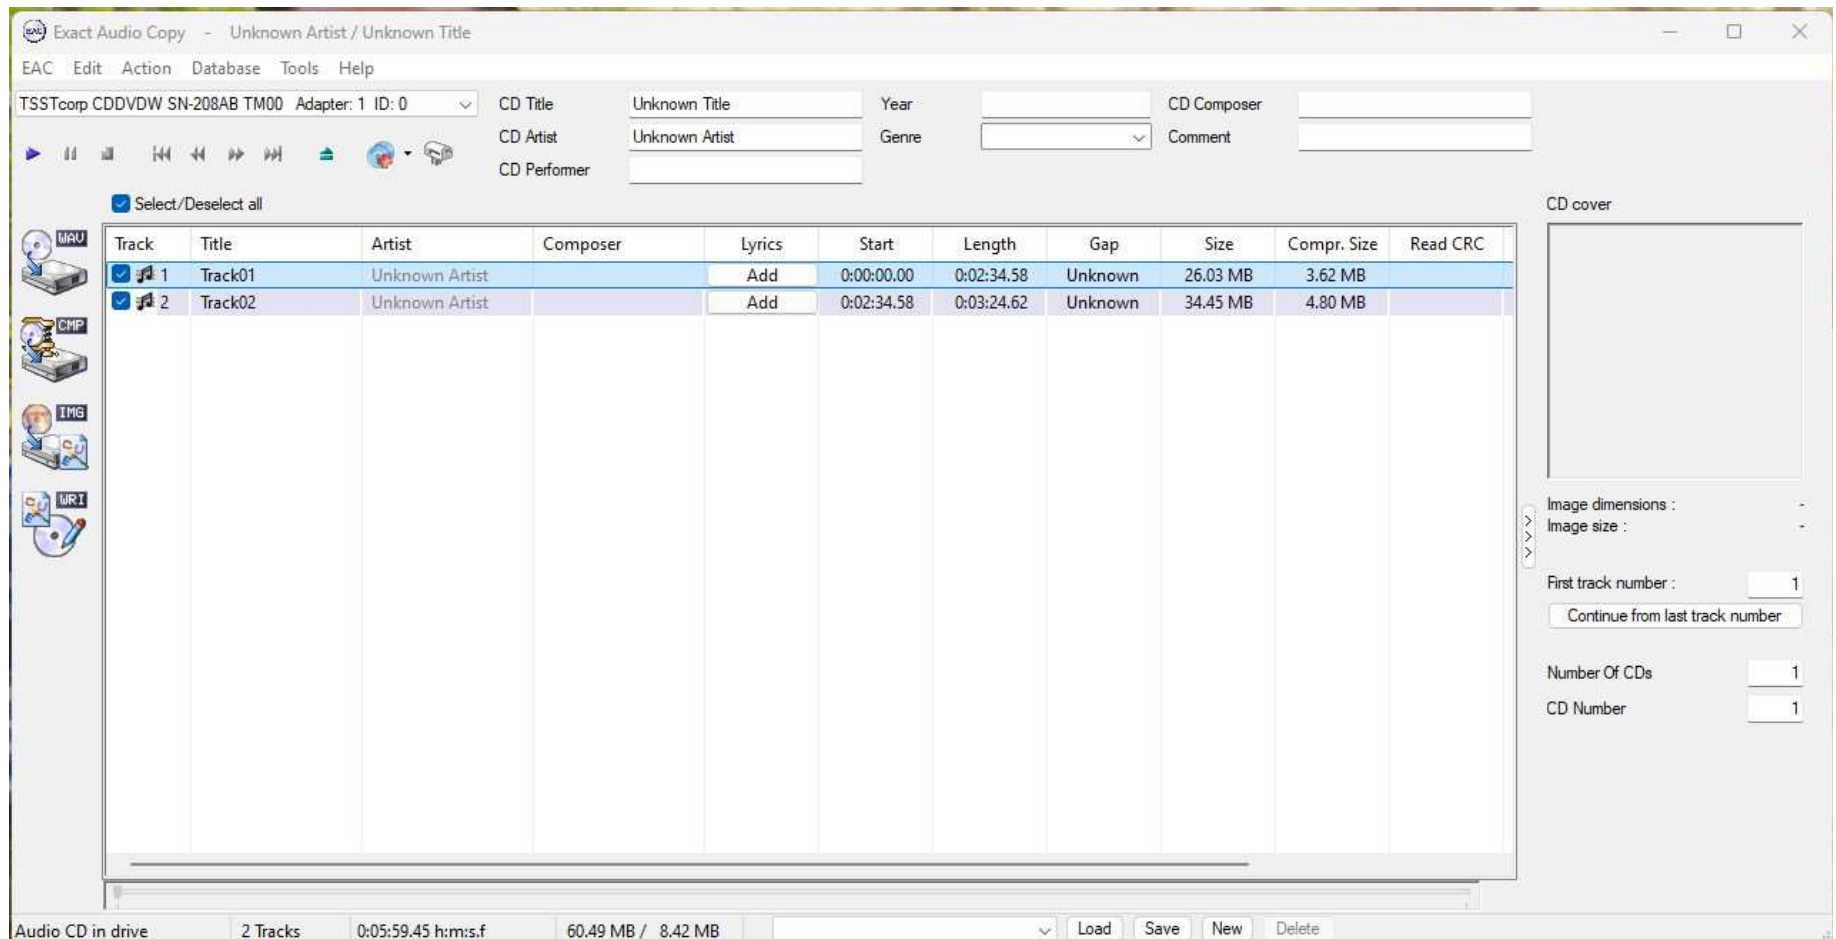 Exact Audio Copy - Unknown Artist / Unknown Title
EAC Edit Action Database Tools Help
TSSTcorp CDDVDW SN-208AB TM00 Adapter: 1 ID: 0
CD Title Unknown Title Year CD Composer
CD Artist Unknown Artist Genre Comment
CD Performer
Select/Deselect all
CD cover
WAV
CMP
IMG
WRI
Track Title Artist Composer Lyrics Start Length Gap Size Compr. Size Read CRC
1 Track01 Unknown Artist Add 0:00:00.00 0:02:34.58 Unknown 26.03 MB 3.62 MB
2 Track02 Unknown Artist Add 0:02:34.58 0:03:24.62 Unknown 34.45 MB 4.80 MB
Image dimensions : -
Image size : -
First track number : 1
Continue from last track number
Number Of CDs 1
CD Number 1
Audio CD in drive 2 Tracks 0:05:59.45 h:m:s.f 60.49 MB / 8.42 MB Load Save New Delete